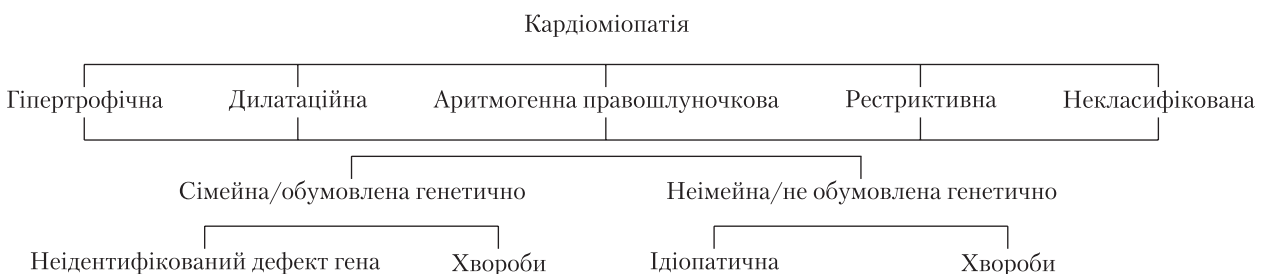 Кардіоміопатія
Гіпертрофічна Дилатаційна Аритмогенна правошлуночкова Рестриктивна Некласифікована
Сімейна/обумовлена генетично Неімейна/не обумовлена генетично
Неідентифікований дефект гена Хвороби Ідіопатична Хвороби